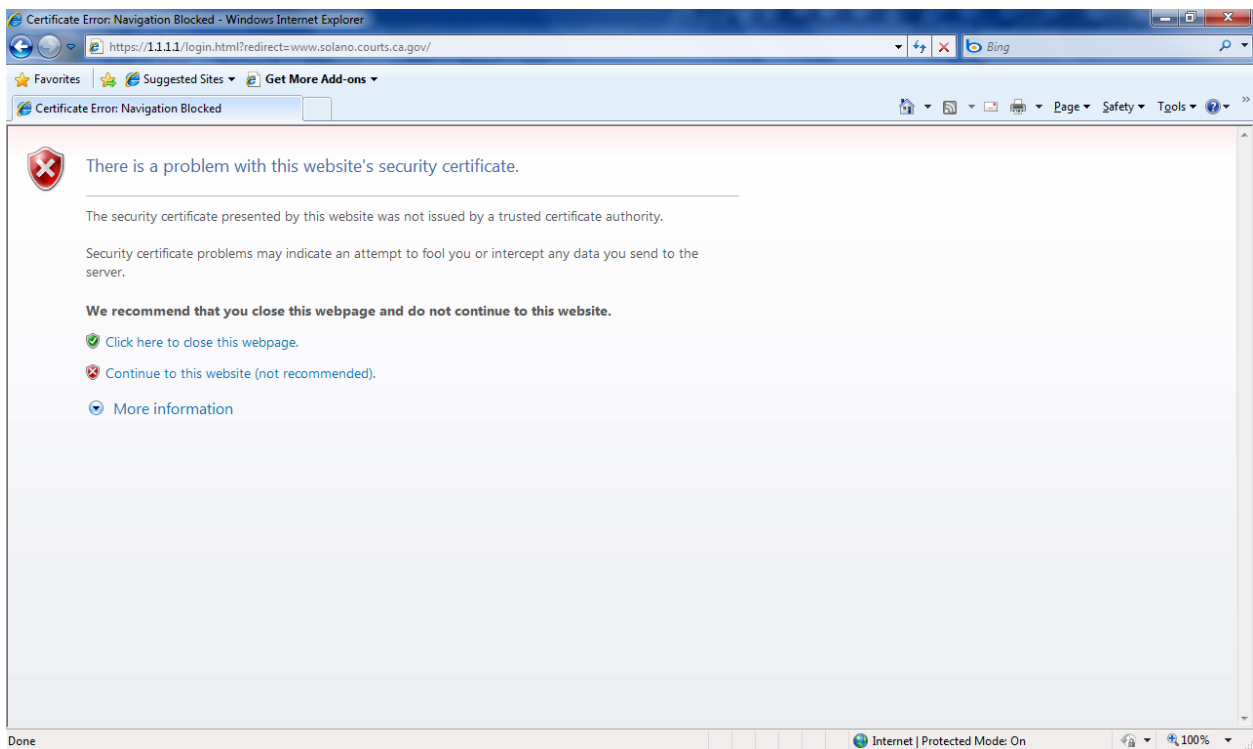 Certificate Error: Navigation Blocked - Windows Internet Explorer
https://1.1.1.1/login.html?redirect=www.solano.courts.ca.gov/
Bing
Favorites
Suggested Sites
Get More Add-ons
Certificate Error: Navigation Blocked
Page
Safety
Tools
There is a problem with this website's security certificate.
The security certificate presented by this website was not issued by a trusted certificate authority.
Security certificate problems may indicate an attempt to fool you or intercept any data you send to the
server.
We recommend that you close this webpage and do not continue to this website.
Click here to close this webpage.
Continue to this website (not recommended).
More information
Done
Internet | Protected Mode: On
100%